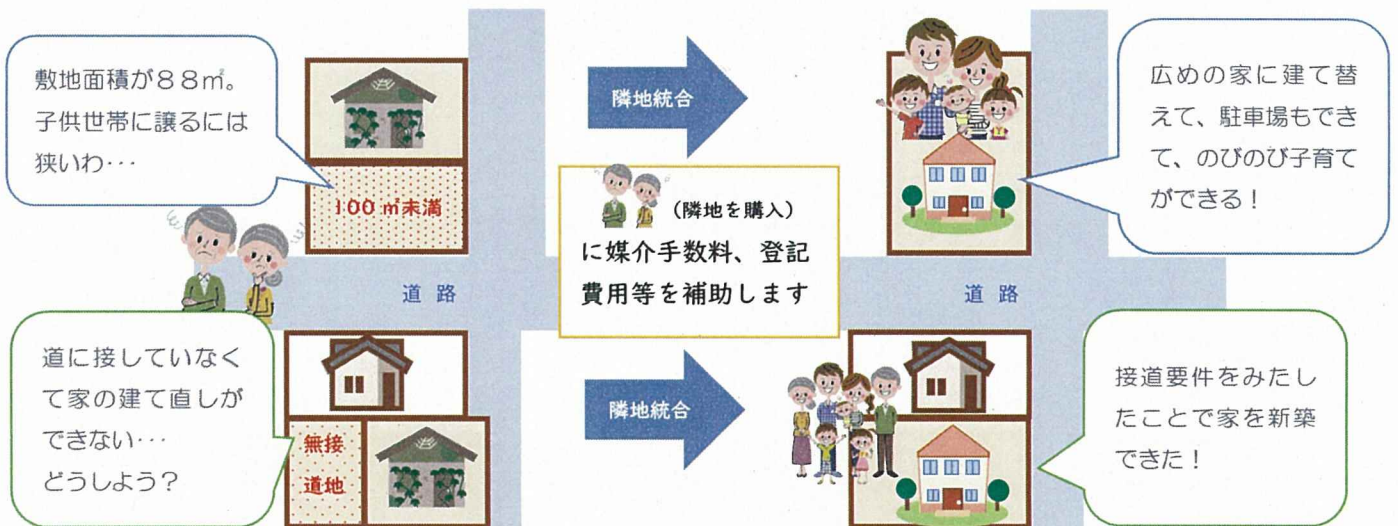 敷地面積が８８㎡。
子供世帯に譲るには
狭いわ･･･
100㎡未満
隣地統合
広めの家に建て替
えて、駐車場もでき
て、のびのび子育て
ができる！
（隣地を購入）
に媒介手数料、登記
費用等を補助します
道路
道路
道に接していなく
て家の建て直しが
できない･･･
どうしよう？
無接
道地
隣地統合
接道要件をみたし
たことで家を新築
できた！